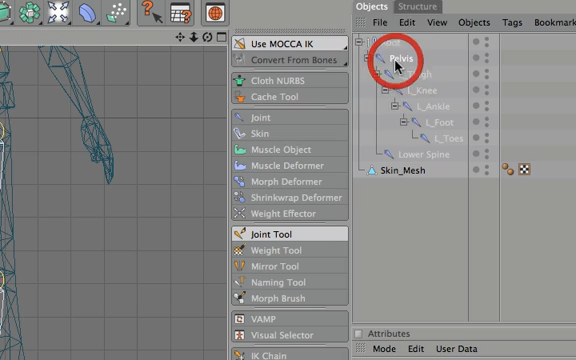 Objects Structure
File Edit View Objects Tags Bookmark
Use MOCCA IK
Convert From Bones
Pelvis
L_Knee
Cloth NURBS
Cache Tool
L_Ankle
Joint
L_Foot
Skin
L_Toes
Muscle Object
Lower Spine
Muscle Deformer
Skin_Mesh
Morph Deformer
Shrinkwrap Deformer
Weight Effector
Joint Tool
Weight Tool
Mirror Tool
Naming Tool
Morph Brush
VAMP
Visual Selector
Attributes
Mode Edit User Data
IK Chain